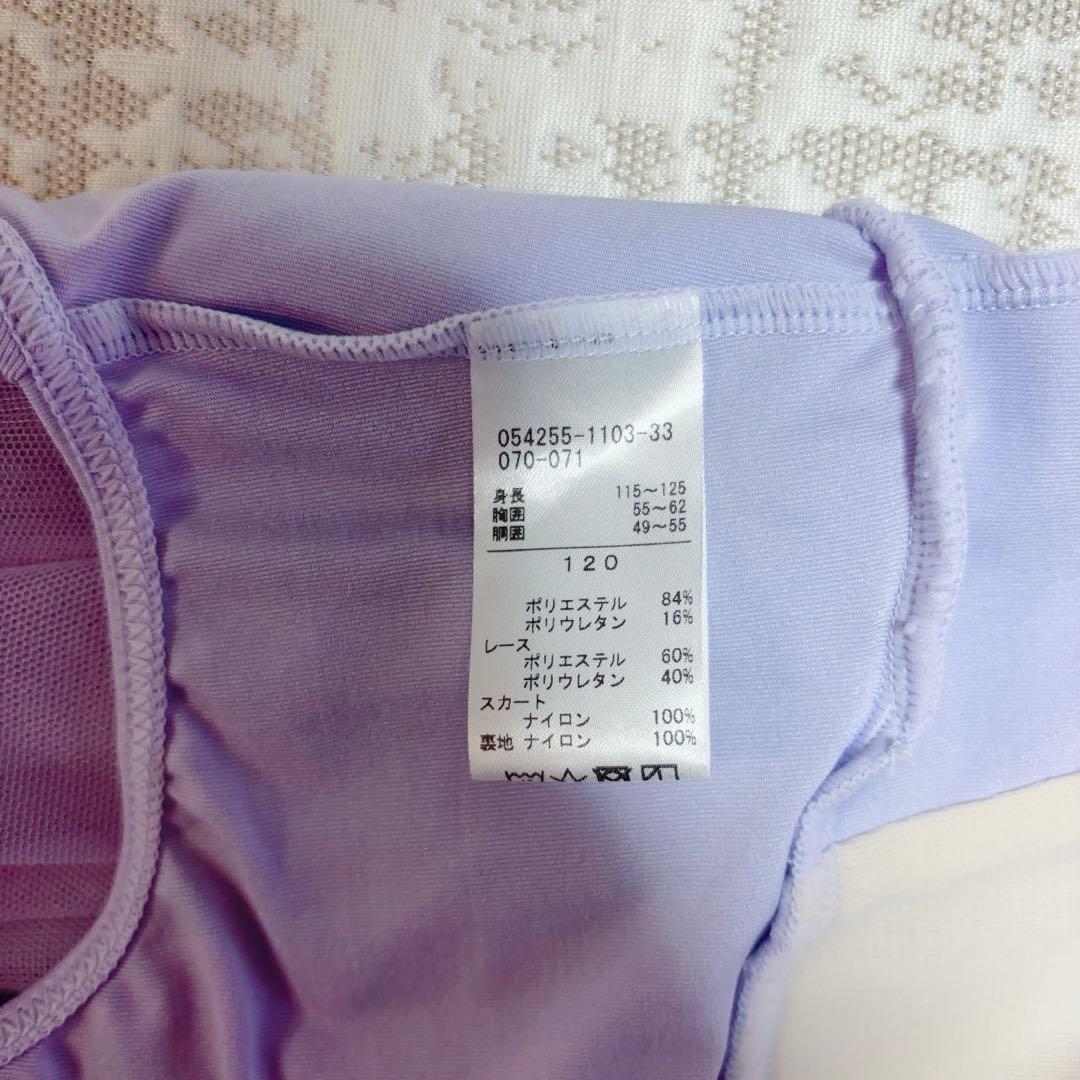 054255-1103-33
070-071
身長 115～125
胸囲 55～62
胴囲 49～55
120
ポリエステル 84%
ポリウレタン 16%
レース
ポリエステル 60%
ポリウレタン 40%
スカート
ナイロン 100%
裏地 ナイロン 100%